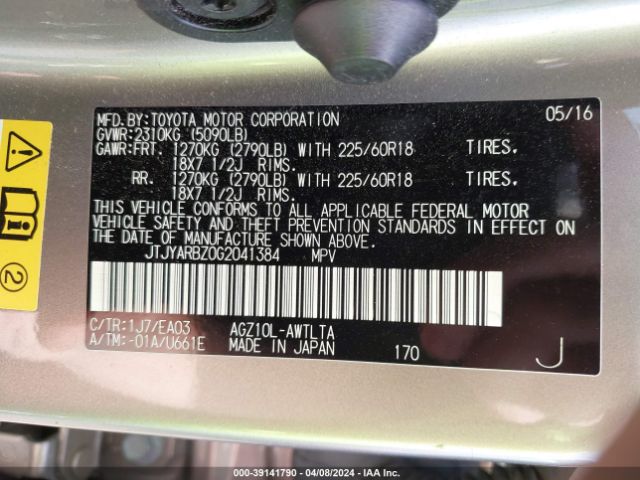 MFD.BY:TOYOTA MOTOR CORPORATION 05/16
GVWR:2310KG (5090LB)
GAWR:FRT. 1270KG (2790LB) WITH 225/60R18 TIRES,
18X7 1/2J RIMS.
RR. 1270KG (2790LB) WITH 225/60R18 TIRES,
18X7 1/2J RIMS.
THIS VEHICLE CONFORMS TO ALL APPLICABLE FEDERAL MOTOR
VEHICLE SAFETY AND THEFT PREVENTION STANDARDS IN EFFECT ON
THE DATE OF MANUFACTURE SHOWN ABOVE.
JTJYARBZ0G2041384 MPV
C/TR:1J7/EA03 AGZ10L-AWTLTA
A/TM:-01A/U661E MADE IN JAPAN 170 J
2
000-39141790 - 04/08/2024 - IAA Inc.